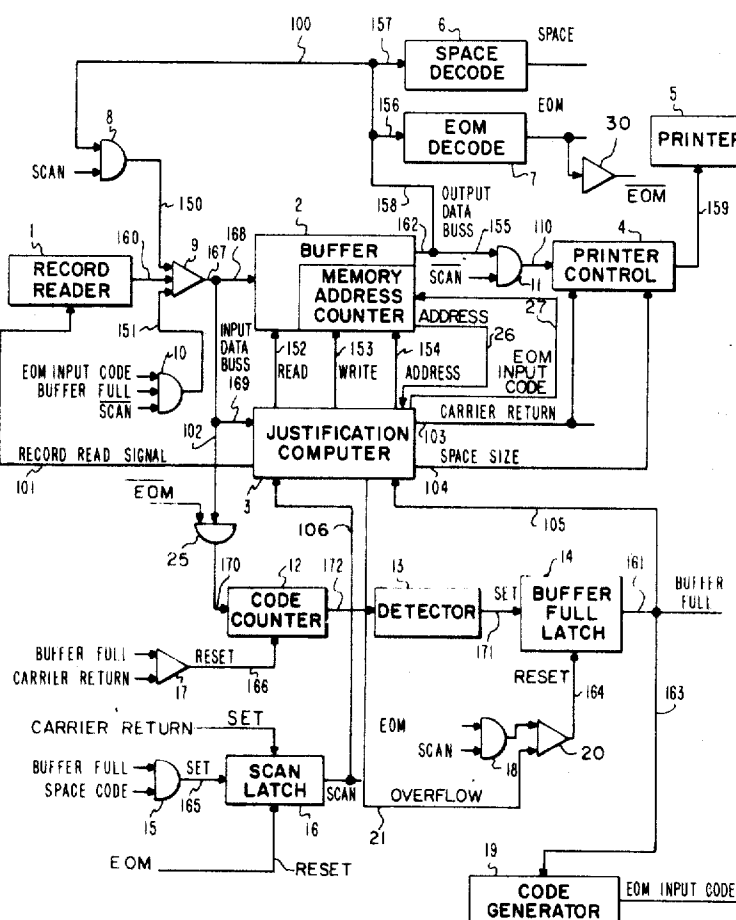 100
157
6
SPACE DECODE
SPACE
8
SCAN
156
EOM DECODE
EOM
7
30
EOM
5
PRINTER
150
158
OUTPUT DATA BUSS
159
1
RECORD READER
160
9
167
168
2
BUFFER
MEMORY ADDRESS COUNTER
162
155
110
SCAN
11
4
PRINTER CONTROL
151
10
EOM INPUT CODE
BUFFER FULL
SCAN
INPUT DATA BUSS
169
152
READ
153
WRITE
154
ADDRESS
ADDRESS
26
27
EOM INPUT CODE
102
JUSTIFICATION COMPUTER
3
103
CARRIER RETURN
SPACE SIZE
104
RECORD READ SIGNAL
101
EOM
25
106
105
170
12
CODE COUNTER
172
13
DETECTOR
SET
171
14
BUFFER FULL LATCH
161
BUFFER FULL
BUFFER FULL
CARRIER RETURN
17
RESET
166
RESET
164
163
CARRIER RETURN
SET
EOM
SCAN
18
20
BUFFER FULL
SPACE CODE
15
SET
165
SCAN LATCH
16
SCAN
OVERFLOW
21
EOM
RESET
19
CODE GENERATOR
EOM INPUT CODE